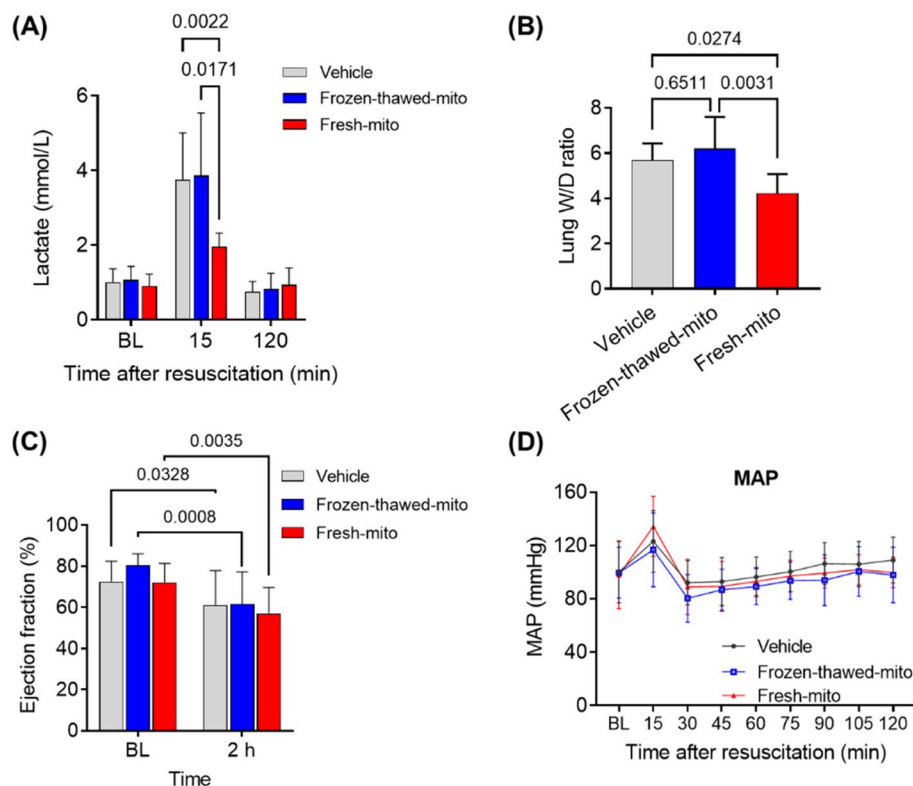 (A)
0.0022
0.0171
Vehicle
Frozen-thawed-mito
Fresh-mito
Lactate (mmol/L)
6
4
2
0
BL 15 120
Time after resuscitation (min)
(B)
0.0274
0.6511 0.0031
Lung W/D ratio
8
6
4
2
0
Vehicle
Frozen-thawed-mito
Fresh-mito
(C)
0.0035
0.0328
0.0008
Vehicle
Frozen-thawed-mito
Fresh-mito
Ejection fraction (%)
100
80
60
40
20
0
BL 2 h
Time
(D)
MAP
MAP (mmHg)
160
120
80
40
0
Vehicle
Frozen-thawed-mito
Fresh-mito
BL 15 30 45 60 75 90 105 120
Time after resuscitation (min)